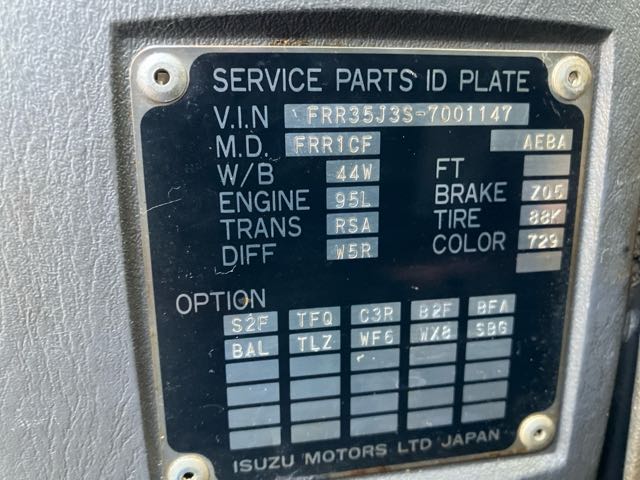 SERVICE PARTS ID PLATE
V.I.N FRR35J3S-7001147
M.D. FRR1CF AEBA
W/B 44W FT
ENGINE 95L BRAKE Z05
TRANS RSA TIRE 88K
DIFF W5R COLOR 729
OPTION
S2F TFQ C3R B2F BFA
BAL TLZ WF6 WX8 SBG
ISUZU MOTORS LTD JAPAN